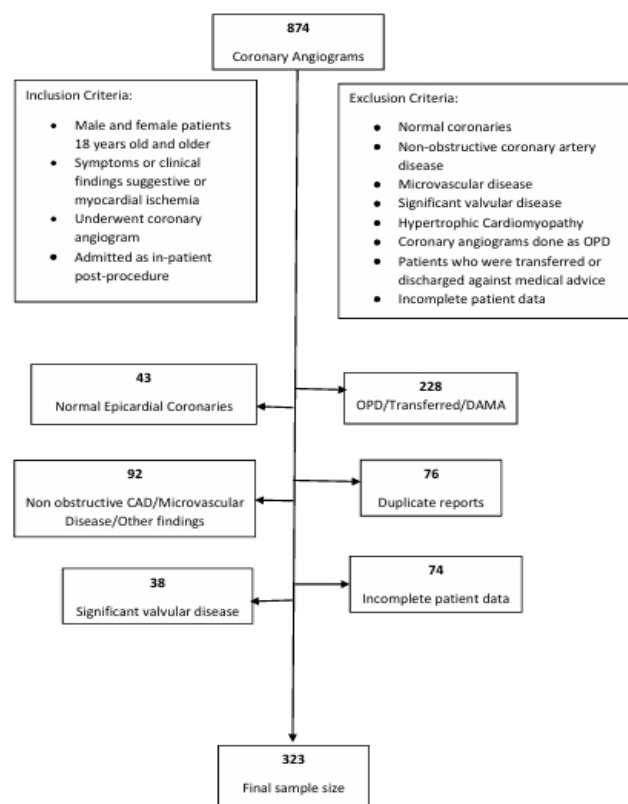 874
Coronary Angiograms
Inclusion Criteria:
● Male and female patients
18 years old and older
● Symptoms or clinical
findings suggestive or
myocardial ischemia
● Underwent coronary
angiogram
● Admitted as in-patient
post-procedure
Exclusion Criteria:
● Normal coronaries
● Non-obstructive coronary artery
disease
● Microvascular disease
● Significant valvular disease
● Hypertrophic Cardiomyopathy
● Coronary angiograms done as OPD
● Patients who were transferred or
discharged against medical advice
● Incomplete patient data
43
Normal Epicardial Coronaries
228
OPD/Transferred/DAMA
92
Non obstructive CAD/Microvascular
Disease/Other findings
76
Duplicate reports
38
Significant valvular disease
74
Incomplete patient data
323
Final sample size